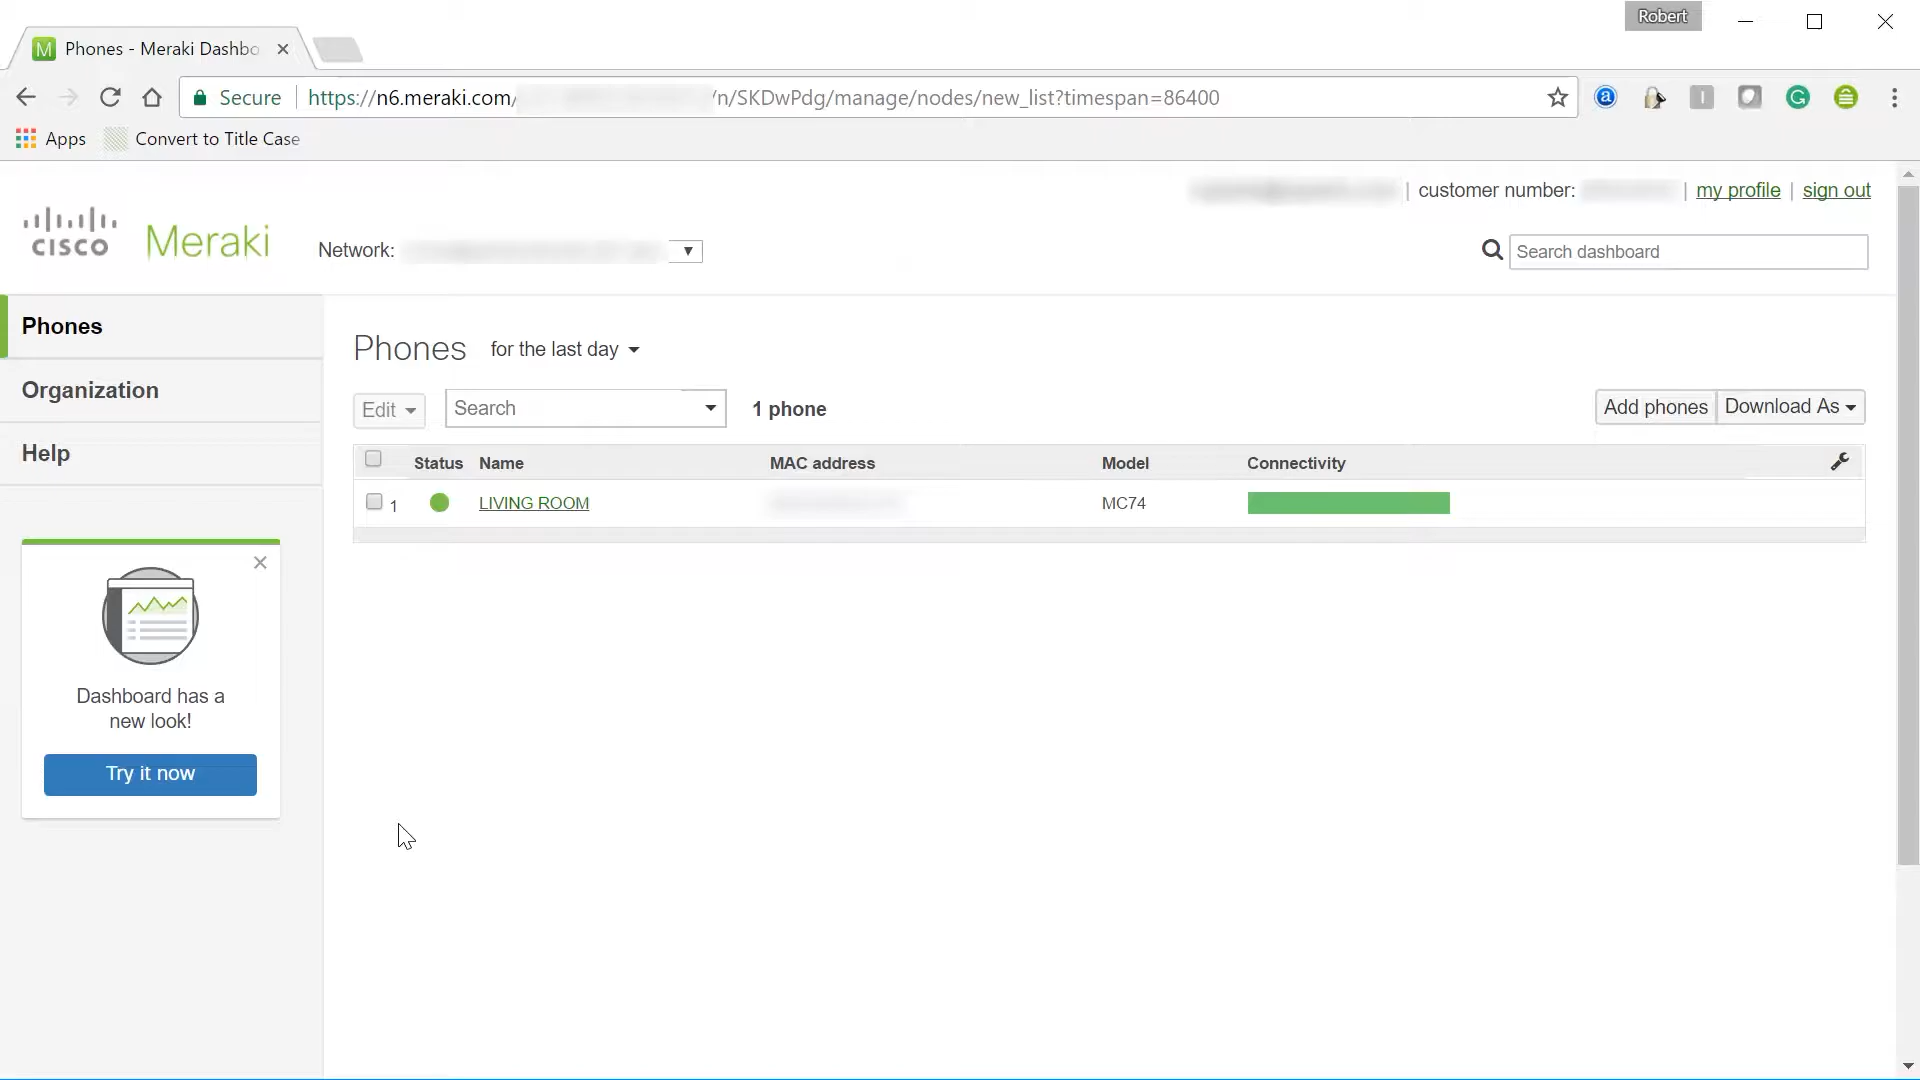 Robert
Phones - Meraki Dashbo
Secure https://n6.meraki.com/ /n/SKDwPdg/manage/nodes/new_list?timespan=86400
Apps Convert to Title Case
| customer number: | my profile | sign out
cisco Meraki Network: Search dashboard
Phones
Organization
Help
Phones for the last day
Edit Search 1 phone Add phones Download As
Status Name MAC address Model Connectivity
1 LIVING ROOM MC74
Dashboard has a
new look!
Try it now